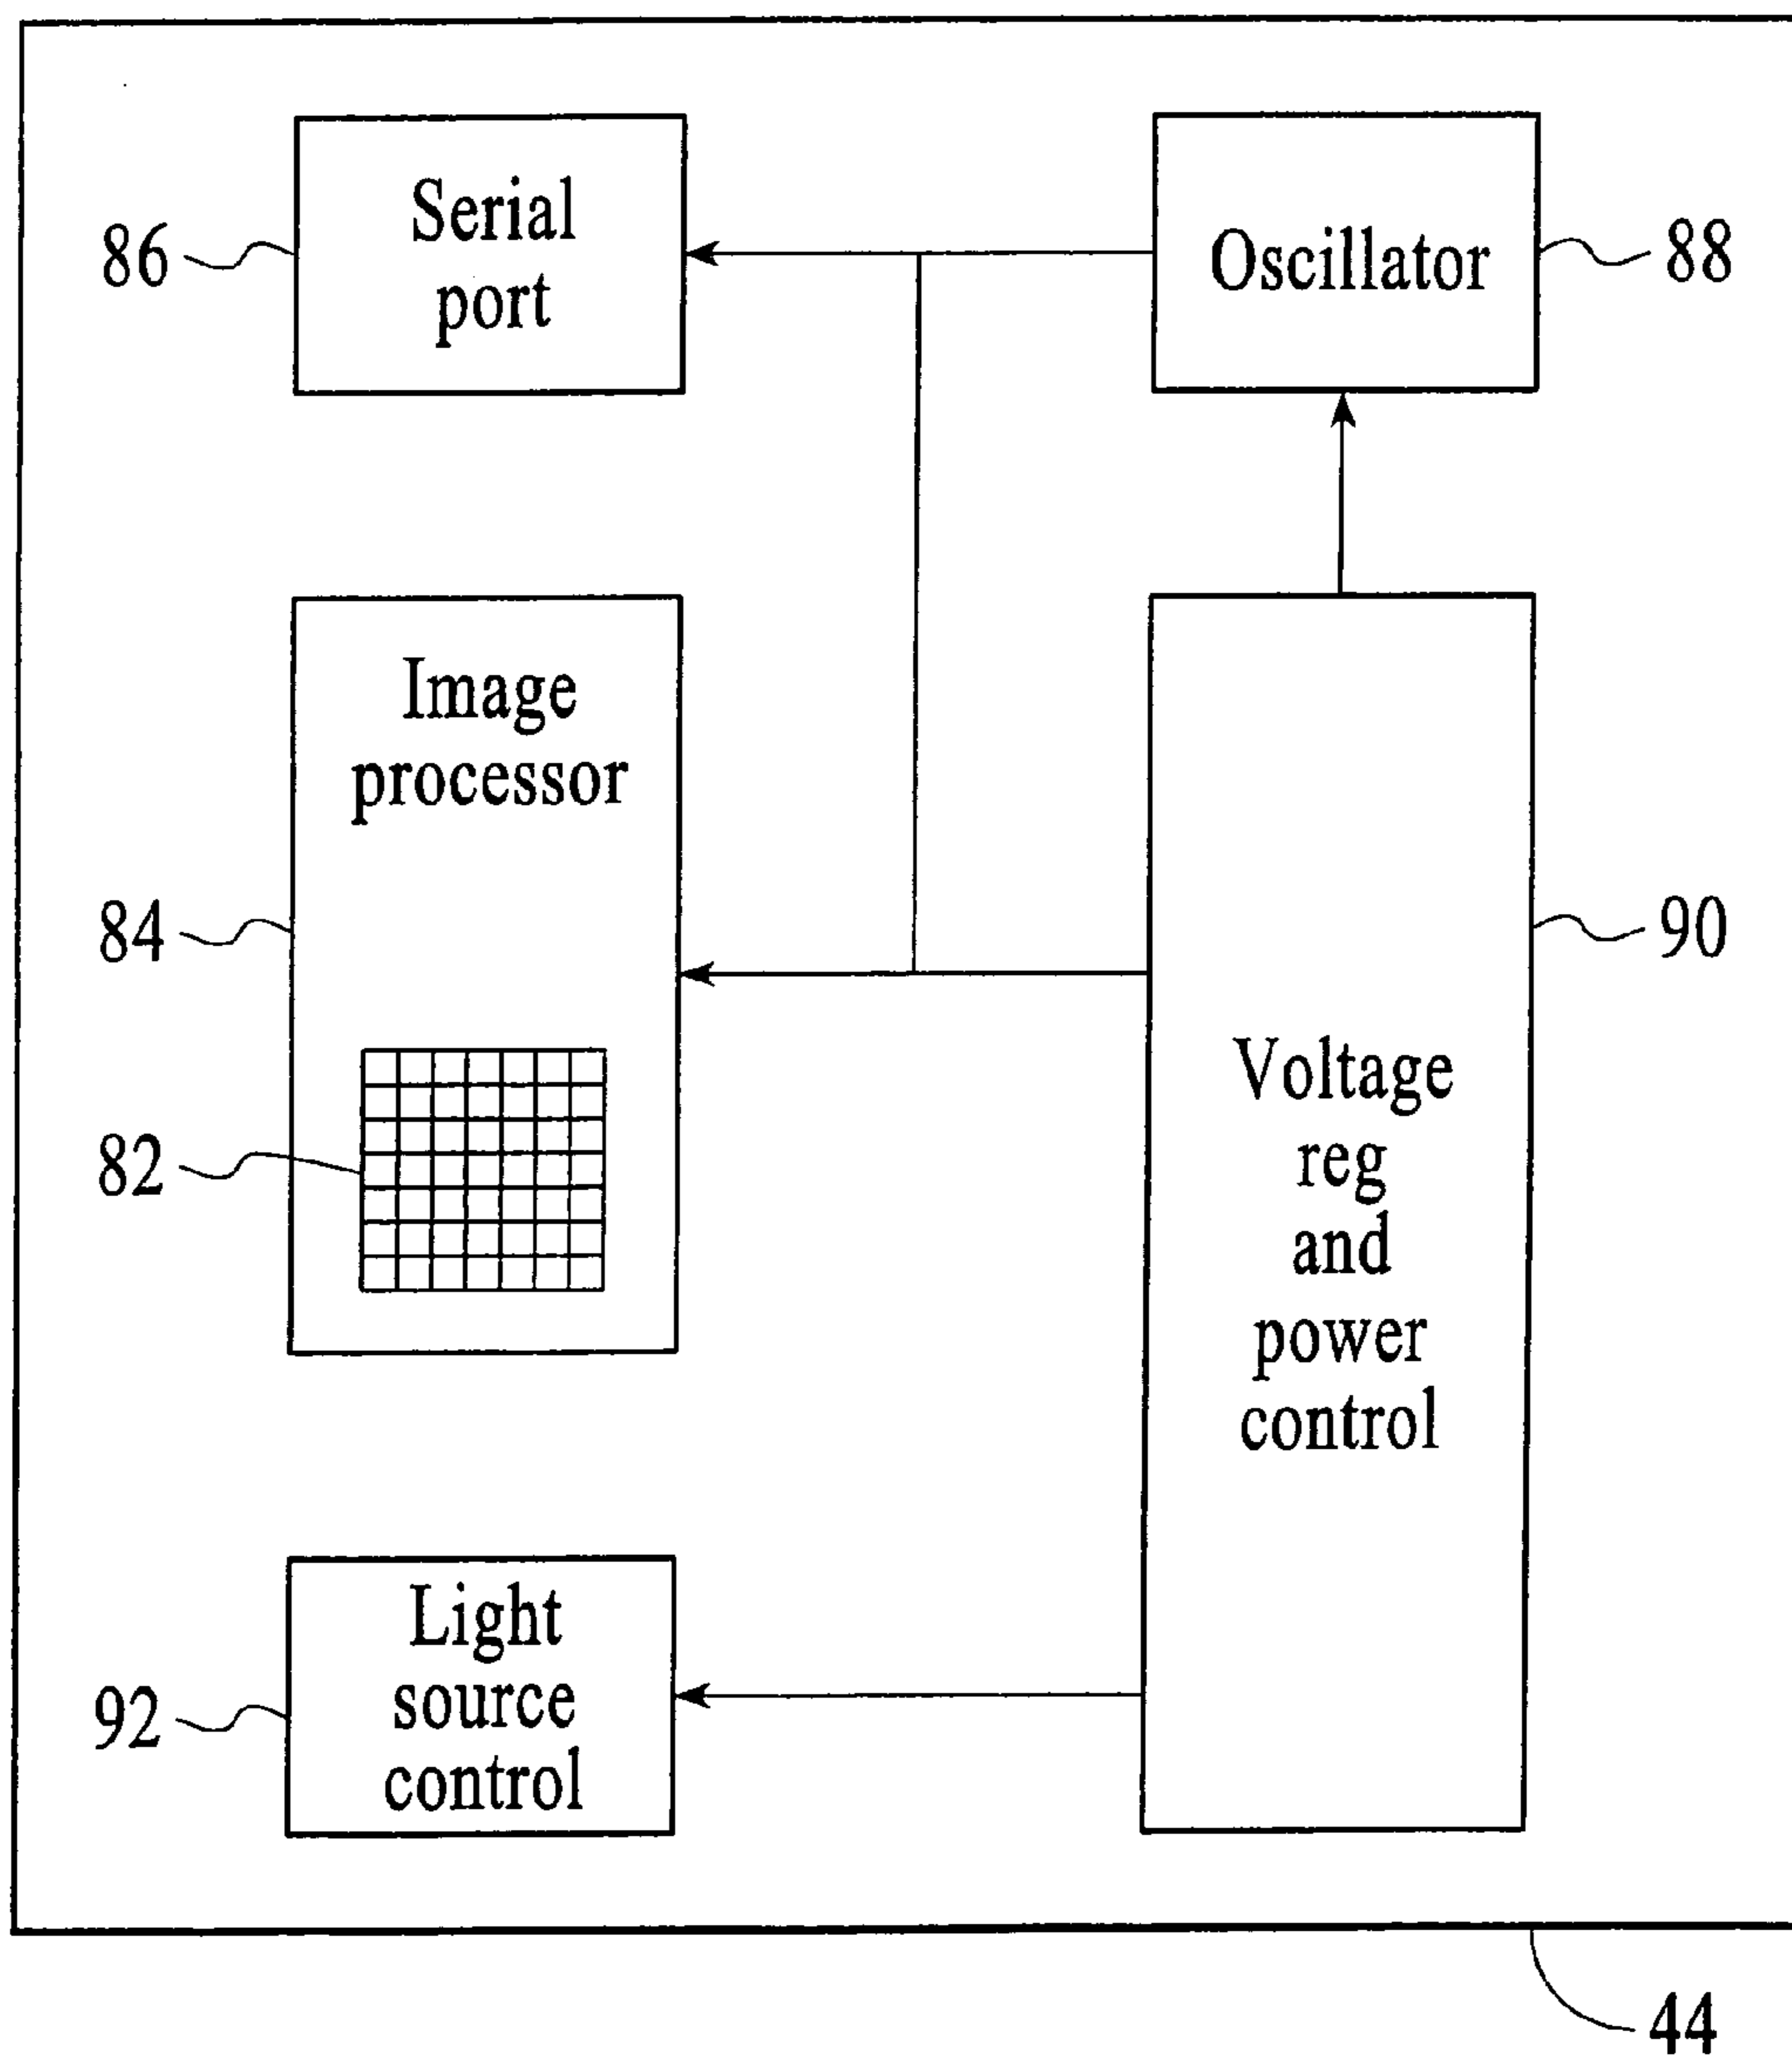 Serial
port
86
Oscillator
88
Image
processor
84
82
Voltage
reg
and
power
control
90
Light
source
control
92
44